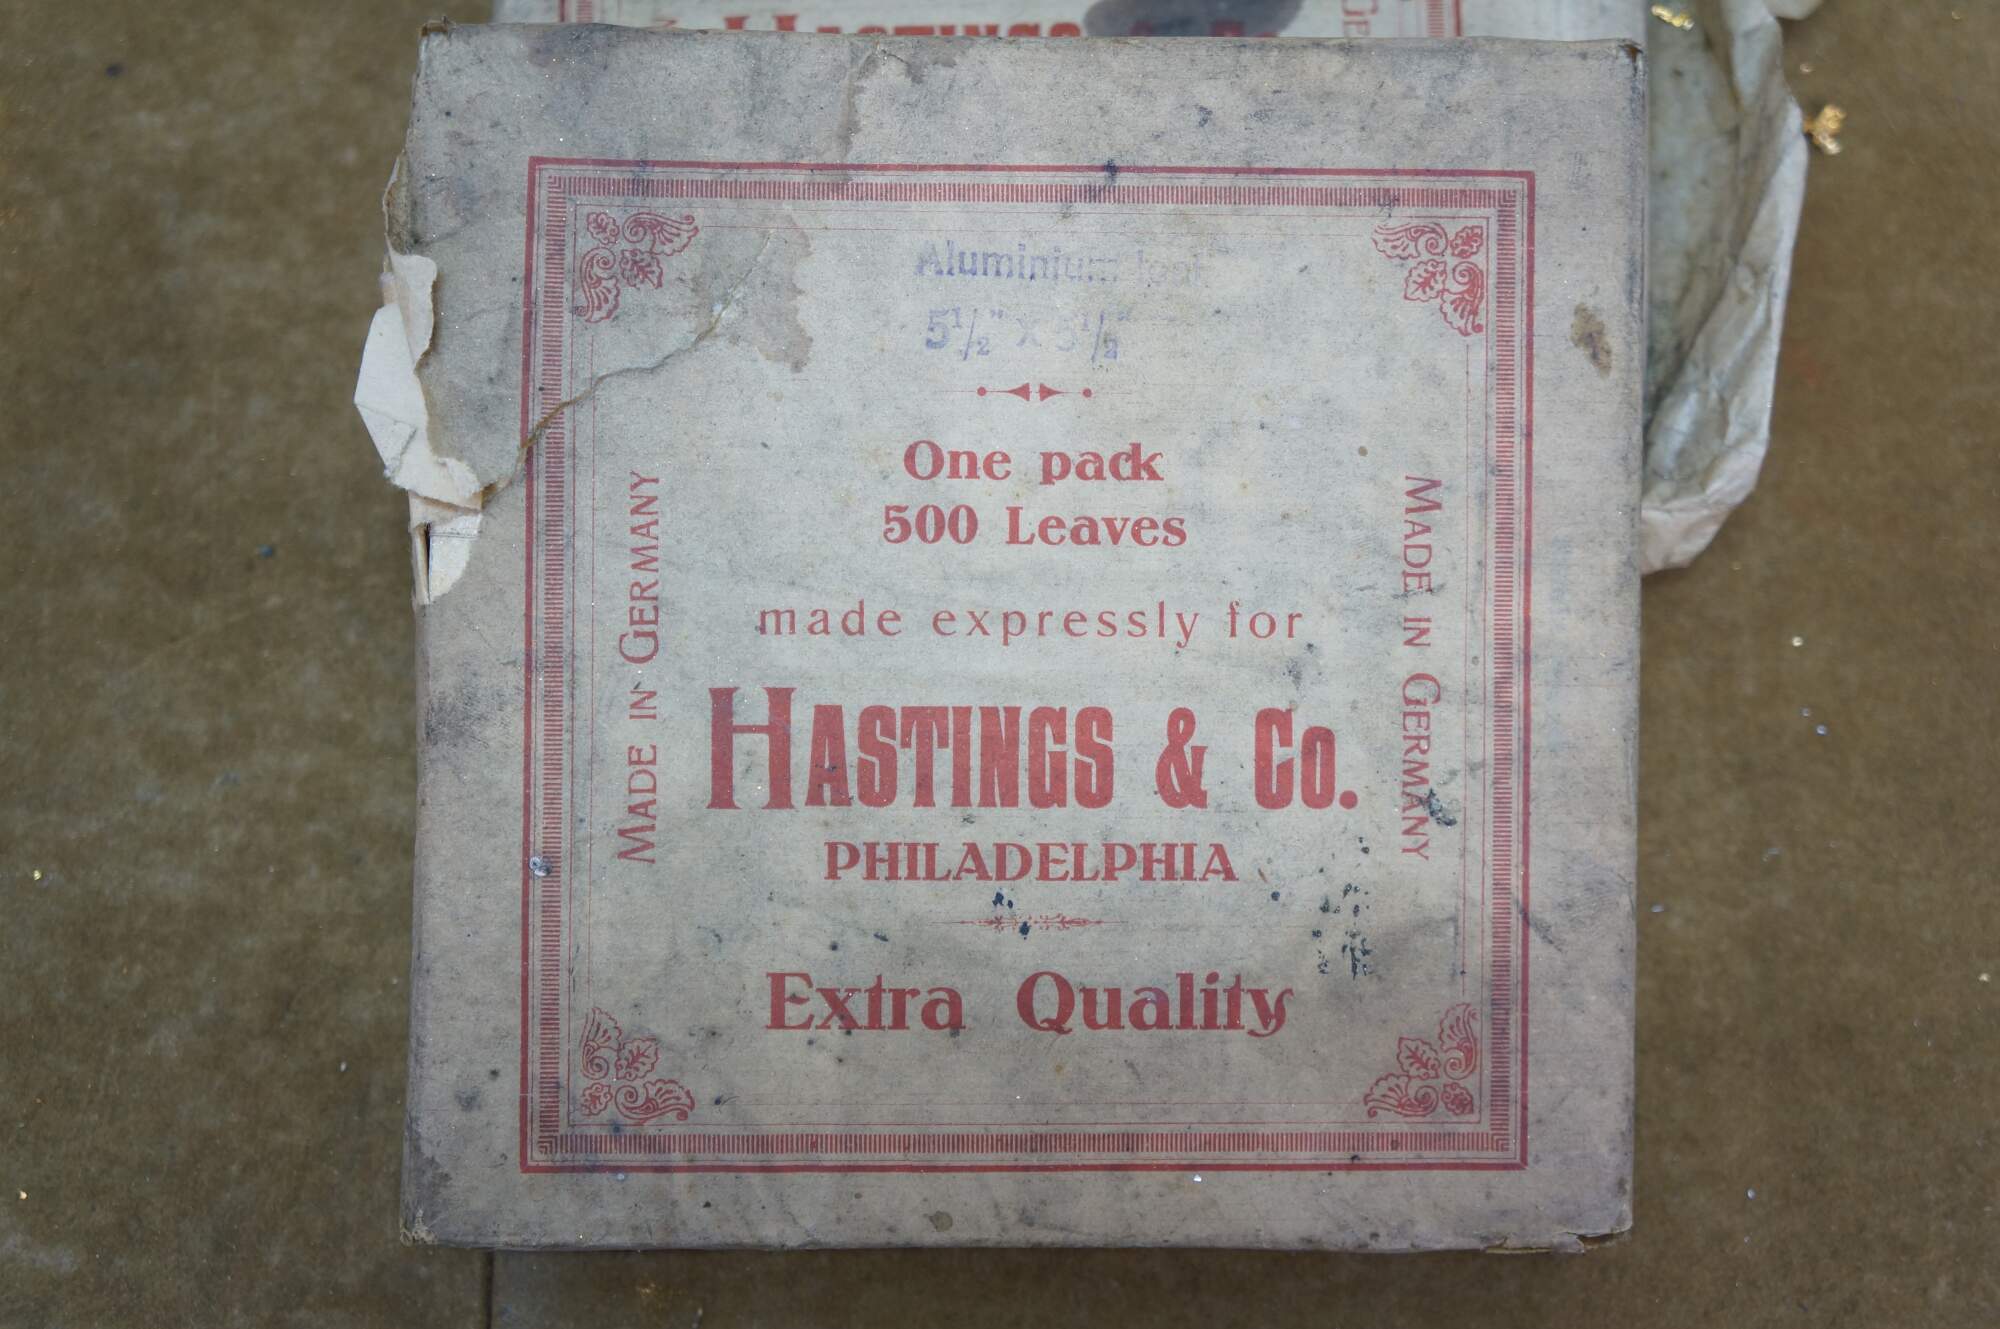 HASTINGS
Aluminium leaf
5½" x 5½"
One pack
500 Leaves
made expressly for
HASTINGS & Co.
PHILADELPHIA
Extra Quality
MADE IN GERMANY
MADE IN GERMANY